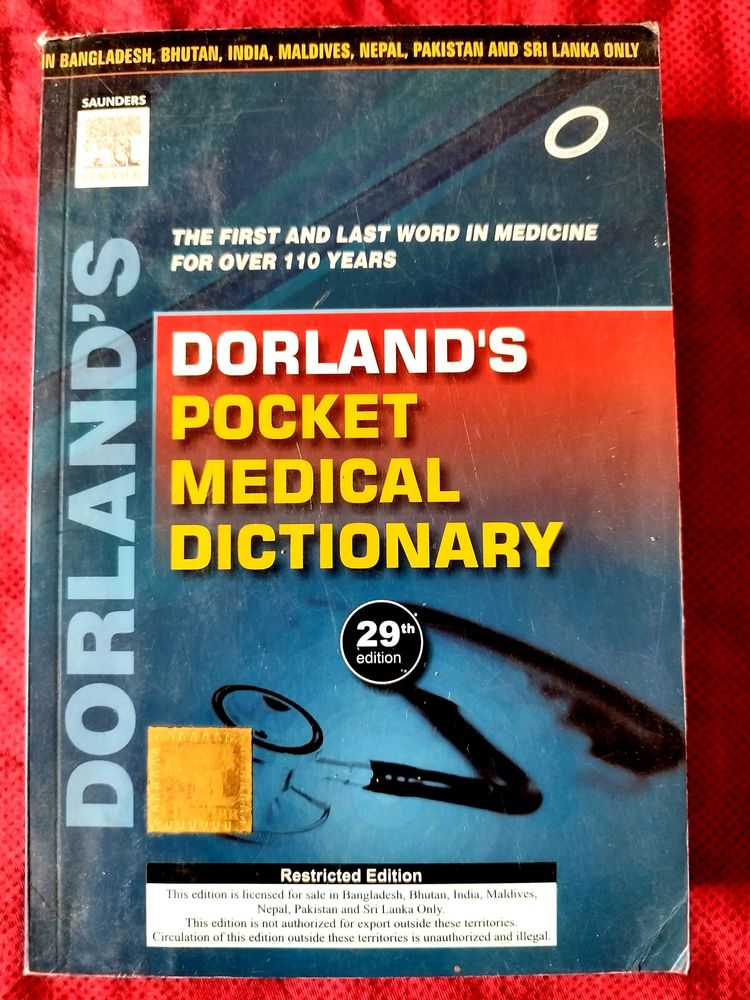 IN BANGLADESH, BHUTAN, INDIA, MALDIVES, NEPAL, PAKISTAN AND SRI LANKA ONLY
SAUNDERS
ELSEVIER
THE FIRST AND LAST WORD IN MEDICINE
FOR OVER 110 YEARS
DORLAND'S
DORLAND'S
POCKET
MEDICAL
DICTIONARY
29th
edition
Restricted Edition
This edition is licensed for sale in Bangladesh, Bhutan, India, Maldives,
Nepal, Pakistan and Sri Lanka Only.
This edition is not authorized for export outside these territories.
Circulation of this edition outside these territories is unauthorized and illegal.